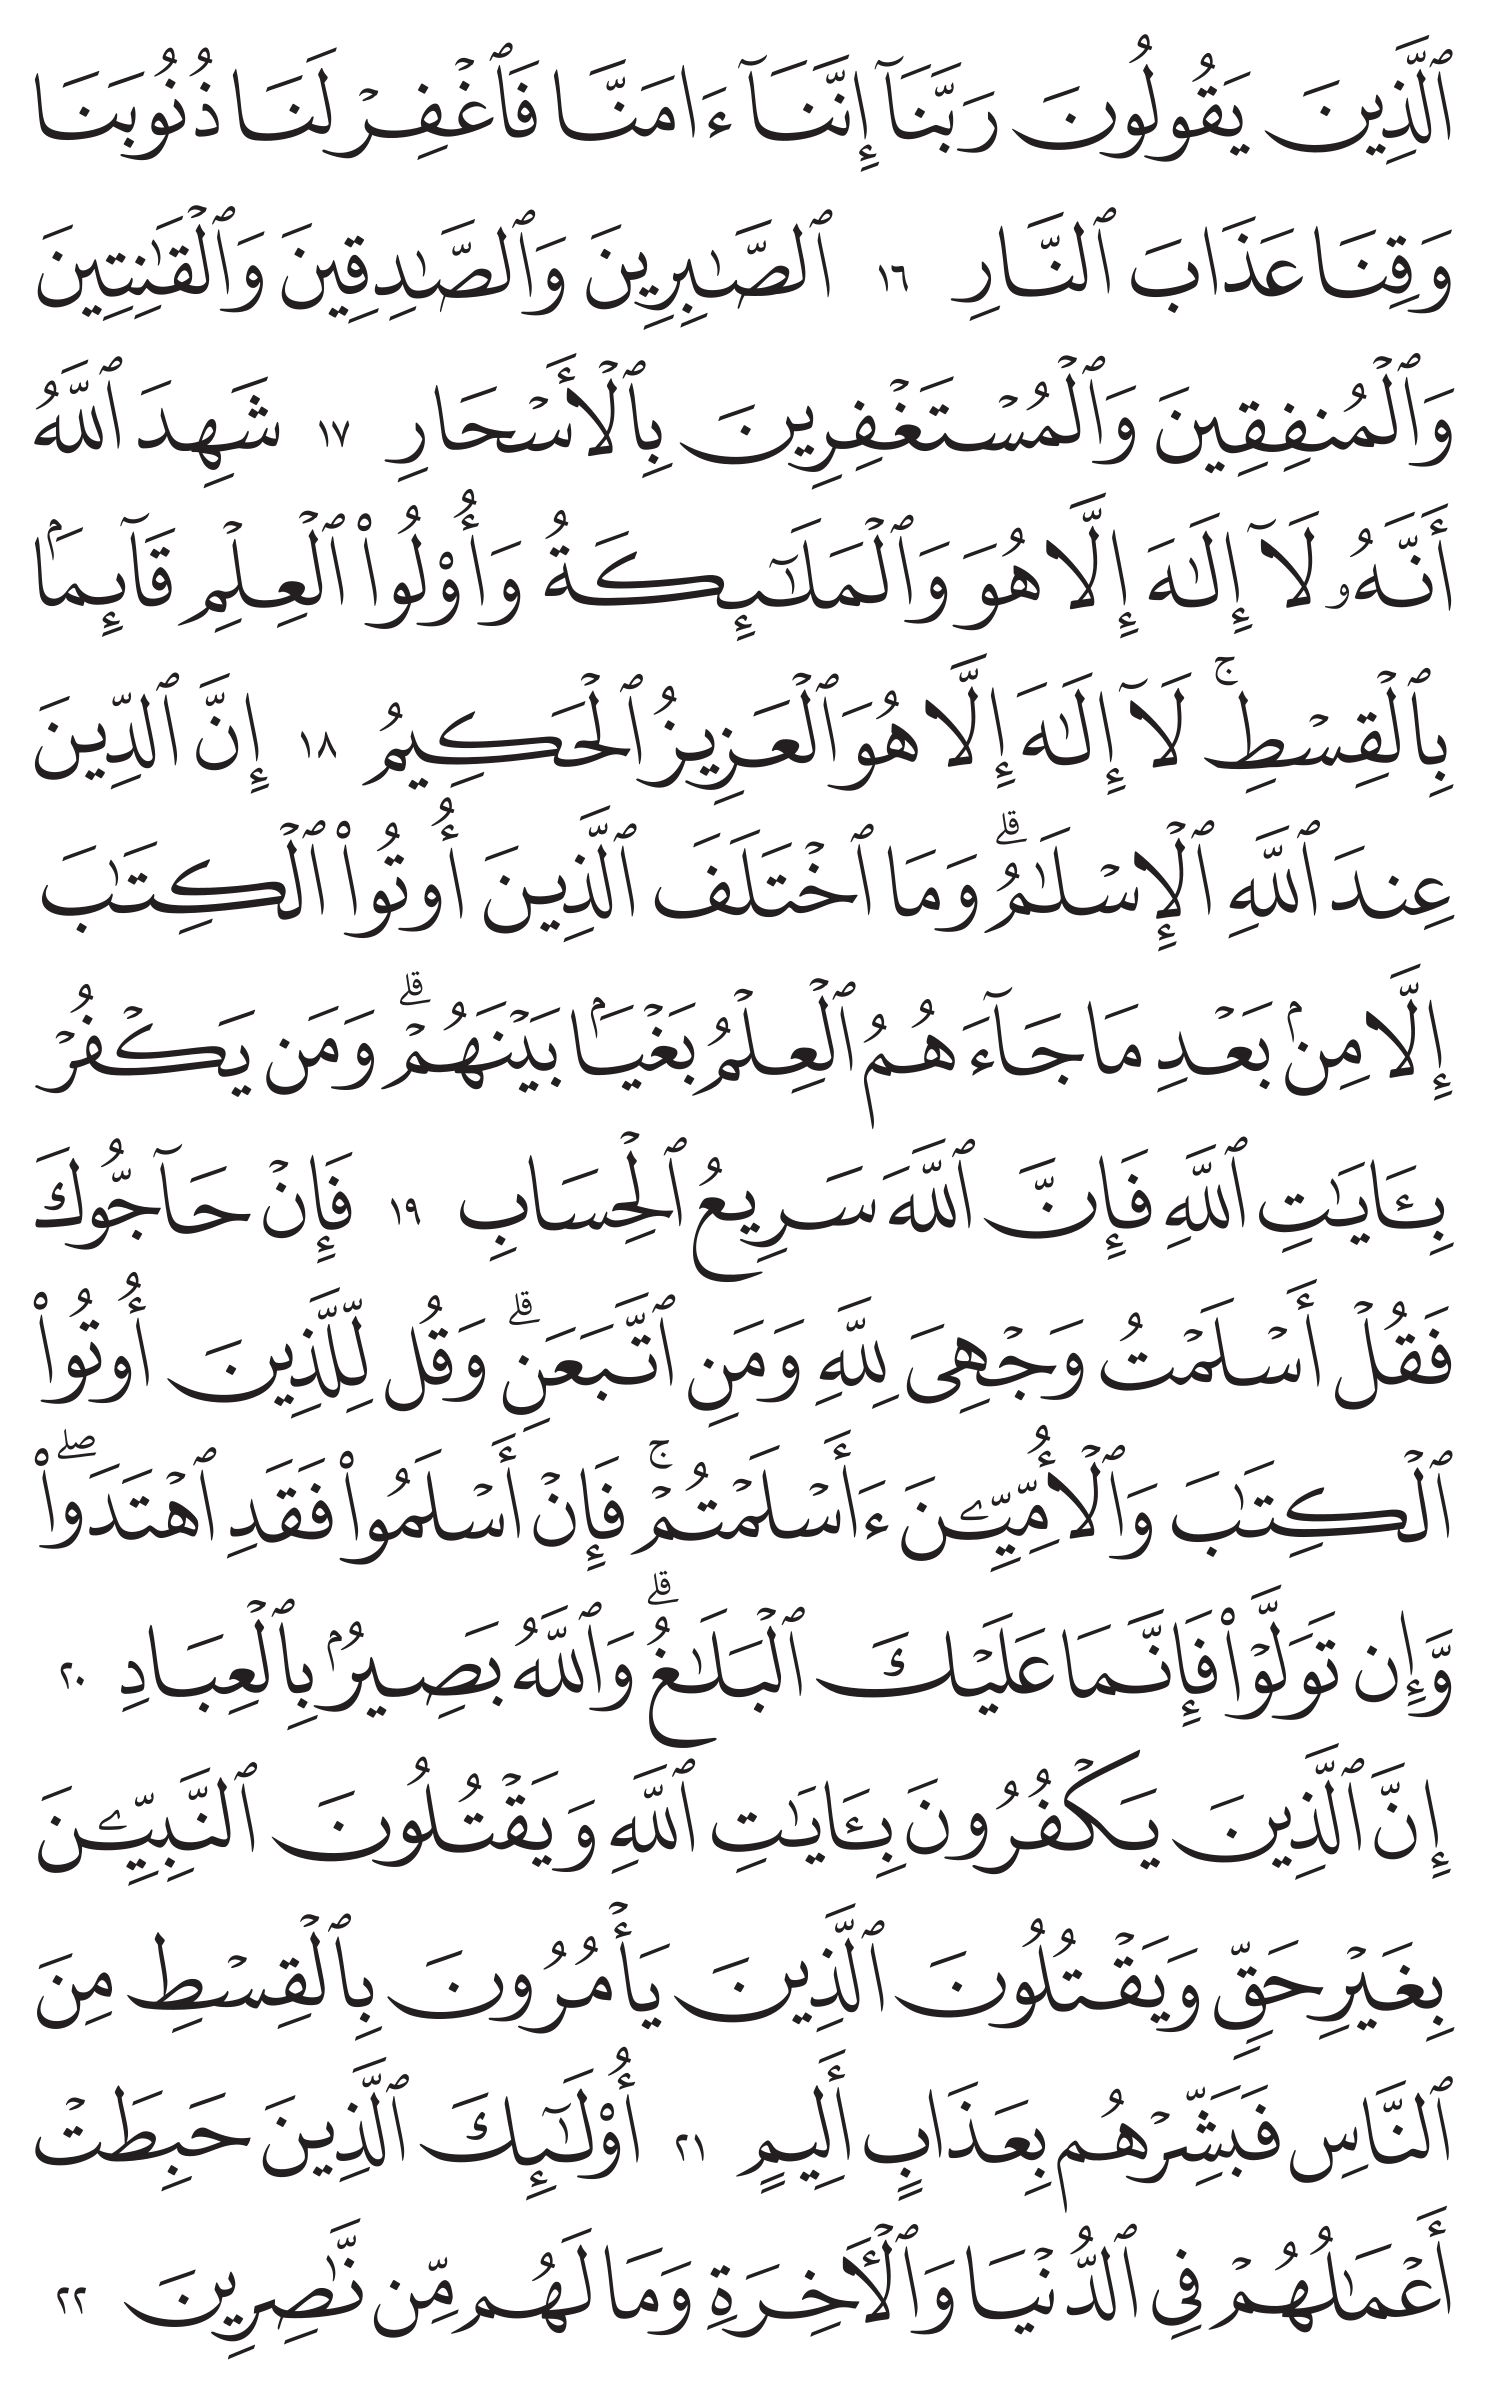 ٱلَّذِينَ يَقُولُونَ رَبَّنَآ إِنَّنَآ ءَامَنَّا فَٱغۡفِرۡ لَنَا ذُنُوبَنَا
وَقِنَا عَذَابَ ٱلنَّارِ ١٦ ٱلصَّٰبِرِينَ وَٱلصَّٰدِقِينَ وَٱلۡقَٰنِتِينَ
وَٱلۡمُنفِقِينَ وَٱلۡمُسۡتَغۡفِرِينَ بِٱلۡأَسۡحَارِ ١٧ شَهِدَ ٱللَّهُ
أَنَّهُۥ لَآ إِلَٰهَ إِلَّا هُوَ وَٱلۡمَلَٰٓئِكَةُ وَأُوْلُواْ ٱلۡعِلۡمِ قَآئِمَۢا
بِٱلۡقِسۡطِۚ لَآ إِلَٰهَ إِلَّا هُوَ ٱلۡعَزِيزُ ٱلۡحَكِيمُ ١٨ إِنَّ ٱلدِّينَ
عِندَ ٱللَّهِ ٱلۡإِسۡلَٰمُۗ وَمَا ٱخۡتَلَفَ ٱلَّذِينَ أُوتُواْ ٱلۡكِتَٰبَ
إِلَّا مِنۢ بَعۡدِ مَا جَآءَهُمُ ٱلۡعِلۡمُ بَغۡيَۢا بَيۡنَهُمۡۗ وَمَن يَكۡفُرۡ
بِـَٔايَٰتِ ٱللَّهِ فَإِنَّ ٱللَّهَ سَرِيعُ ٱلۡحِسَابِ ١٩ فَإِنۡ حَآجُّوكَ
فَقُلۡ أَسۡلَمۡتُ وَجۡهِيَ لِلَّهِ وَمَنِ ٱتَّبَعَنِۗ وَقُل لِّلَّذِينَ أُوتُواْ
ٱلۡكِتَٰبَ وَٱلۡأُمِّيِّـۧنَ ءَأَسۡلَمۡتُمۡۚ فَإِنۡ أَسۡلَمُواْ فَقَدِ ٱهۡتَدَواْۖ
وَّإِن تَوَلَّوۡاْ فَإِنَّمَا عَلَيۡكَ ٱلۡبَلَٰغُۗ وَٱللَّهُ بَصِيرُۢ بِٱلۡعِبَادِ ٢٠
إِنَّ ٱلَّذِينَ يَكۡفُرُونَ بِـَٔايَٰتِ ٱللَّهِ وَيَقۡتُلُونَ ٱلنَّبِيِّـۧنَ
بِغَيۡرِ حَقّٖ وَيَقۡتُلُونَ ٱلَّذِينَ يَأۡمُرُونَ بِٱلۡقِسۡطِ مِنَ
ٱلنَّاسِ فَبَشِّرۡهُم بِعَذَابٍ أَلِيمٍ ٢١ أُوْلَٰٓئِكَ ٱلَّذِينَ حَبِطَتۡ
أَعۡمَٰلُهُمۡ فِي ٱلدُّنۡيَا وَٱلۡأٓخِرَةِ وَمَا لَهُم مِّن نَّٰصِرِينَ ٢٢